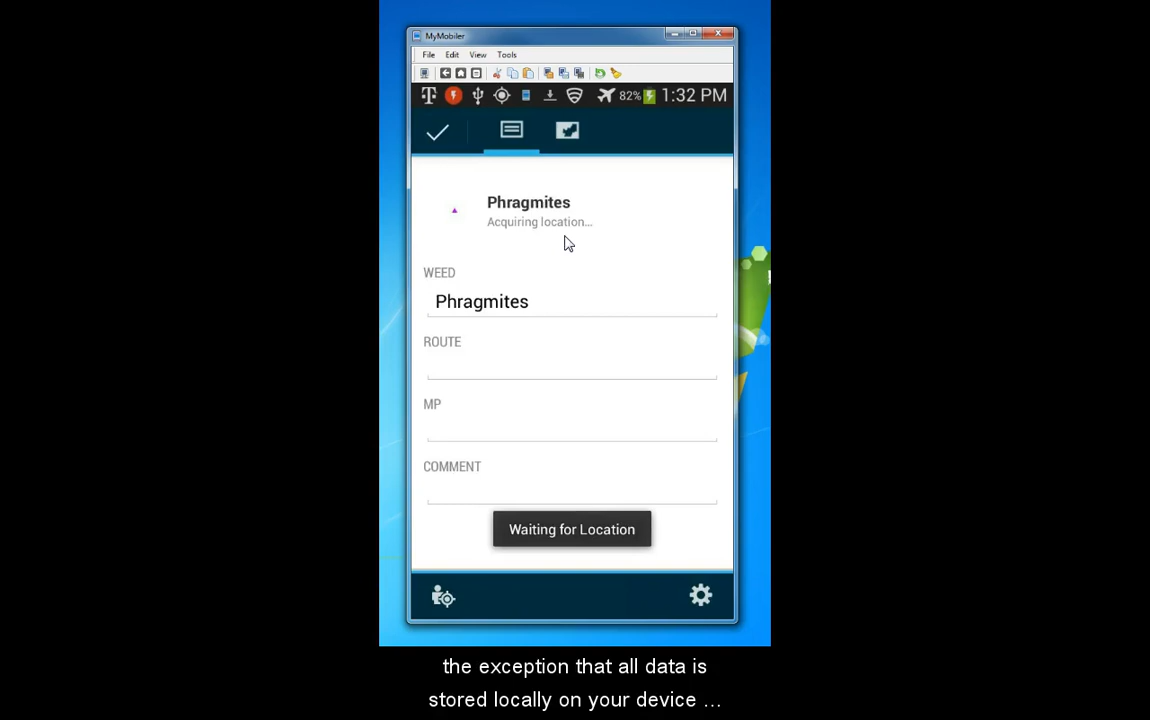 MyMobiler
File Edit View Tools
82% 1:32 PM
Phragmites
Acquiring location...
WEED
Phragmites
ROUTE
MP
COMMENT
Waiting for Location
the exception that all data is
stored locally on your device ...